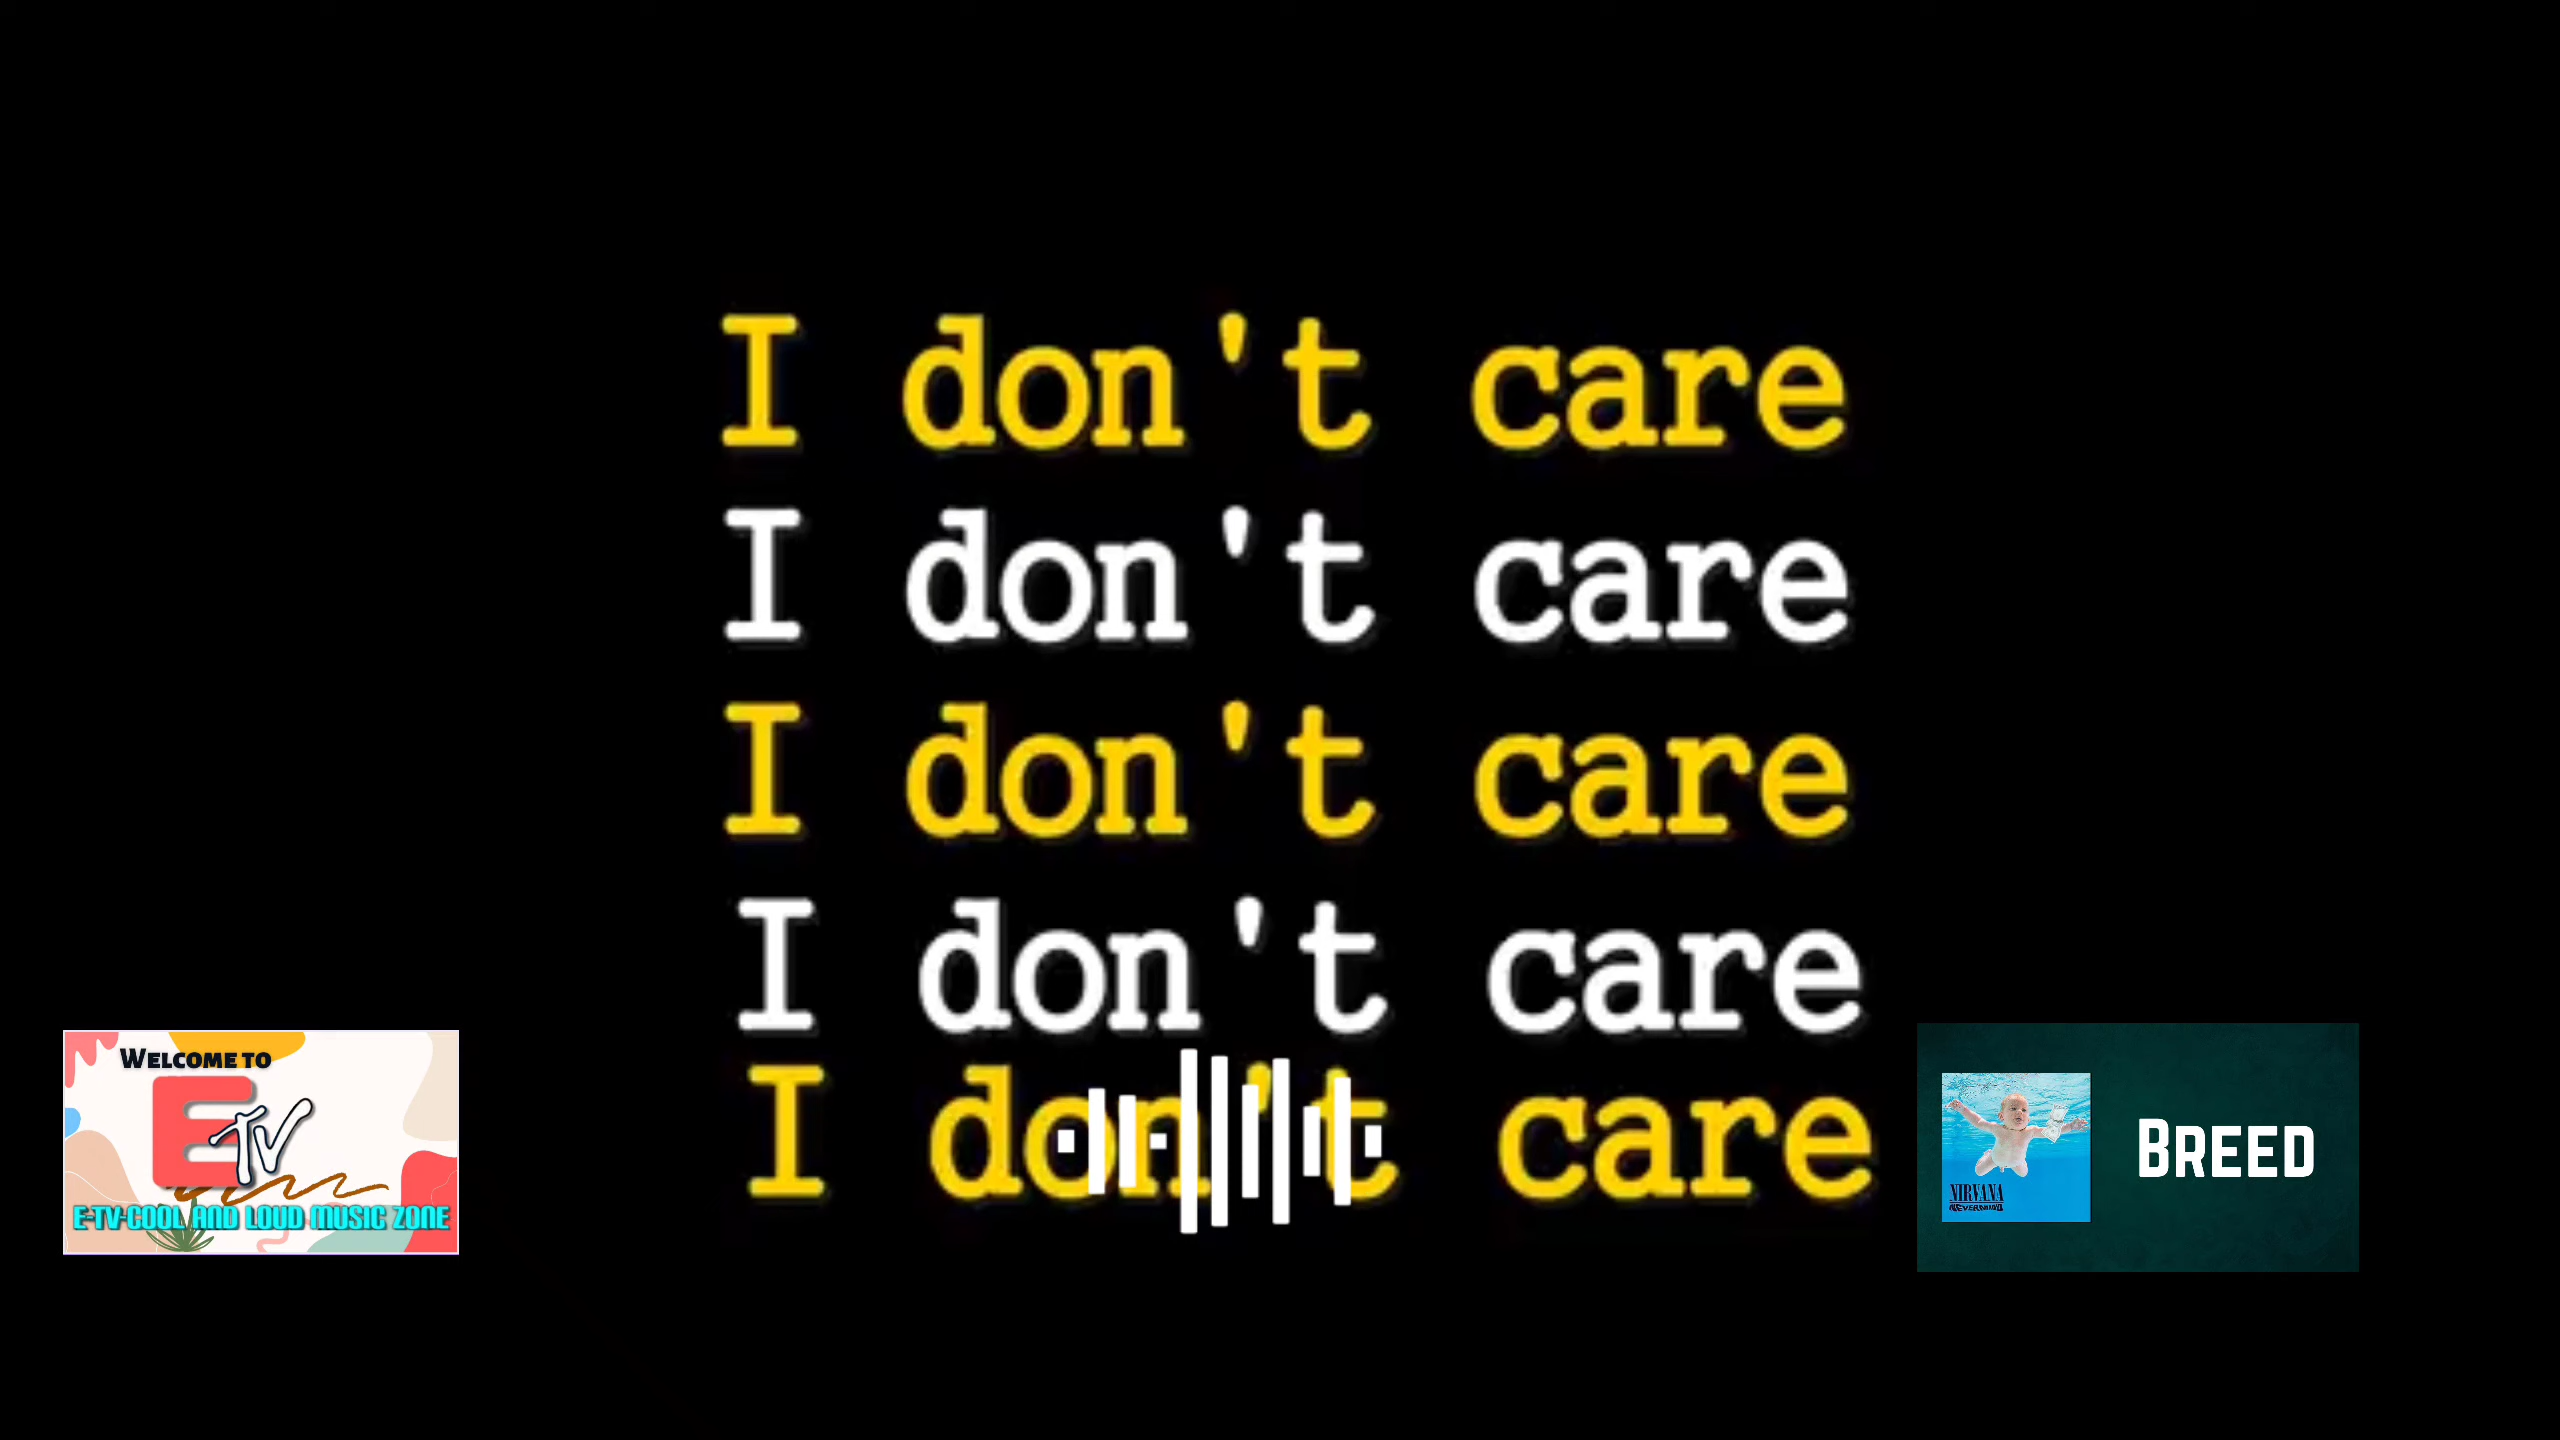 I don't care
I don't care
I don't care
I don't care
I don't care
WELCOME TO
ETV
E-TV-COOL AND LOUD MUSIC ZONE
NIRVANA
NEVERMIND
BREED